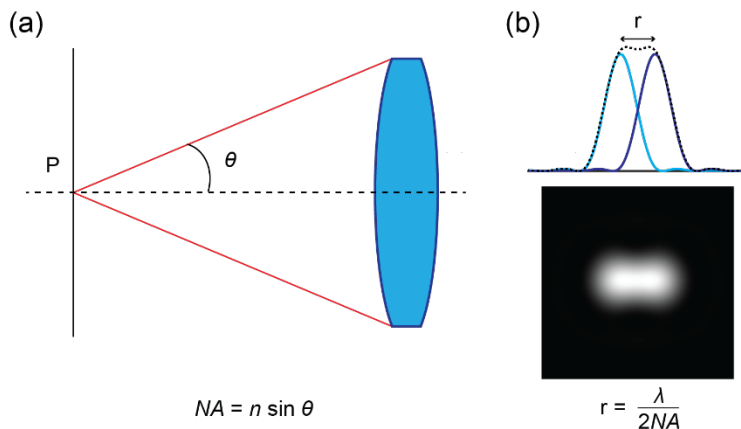 (a)
P
θ
NA = n sin θ
(b)
r
r = λ / 2NA